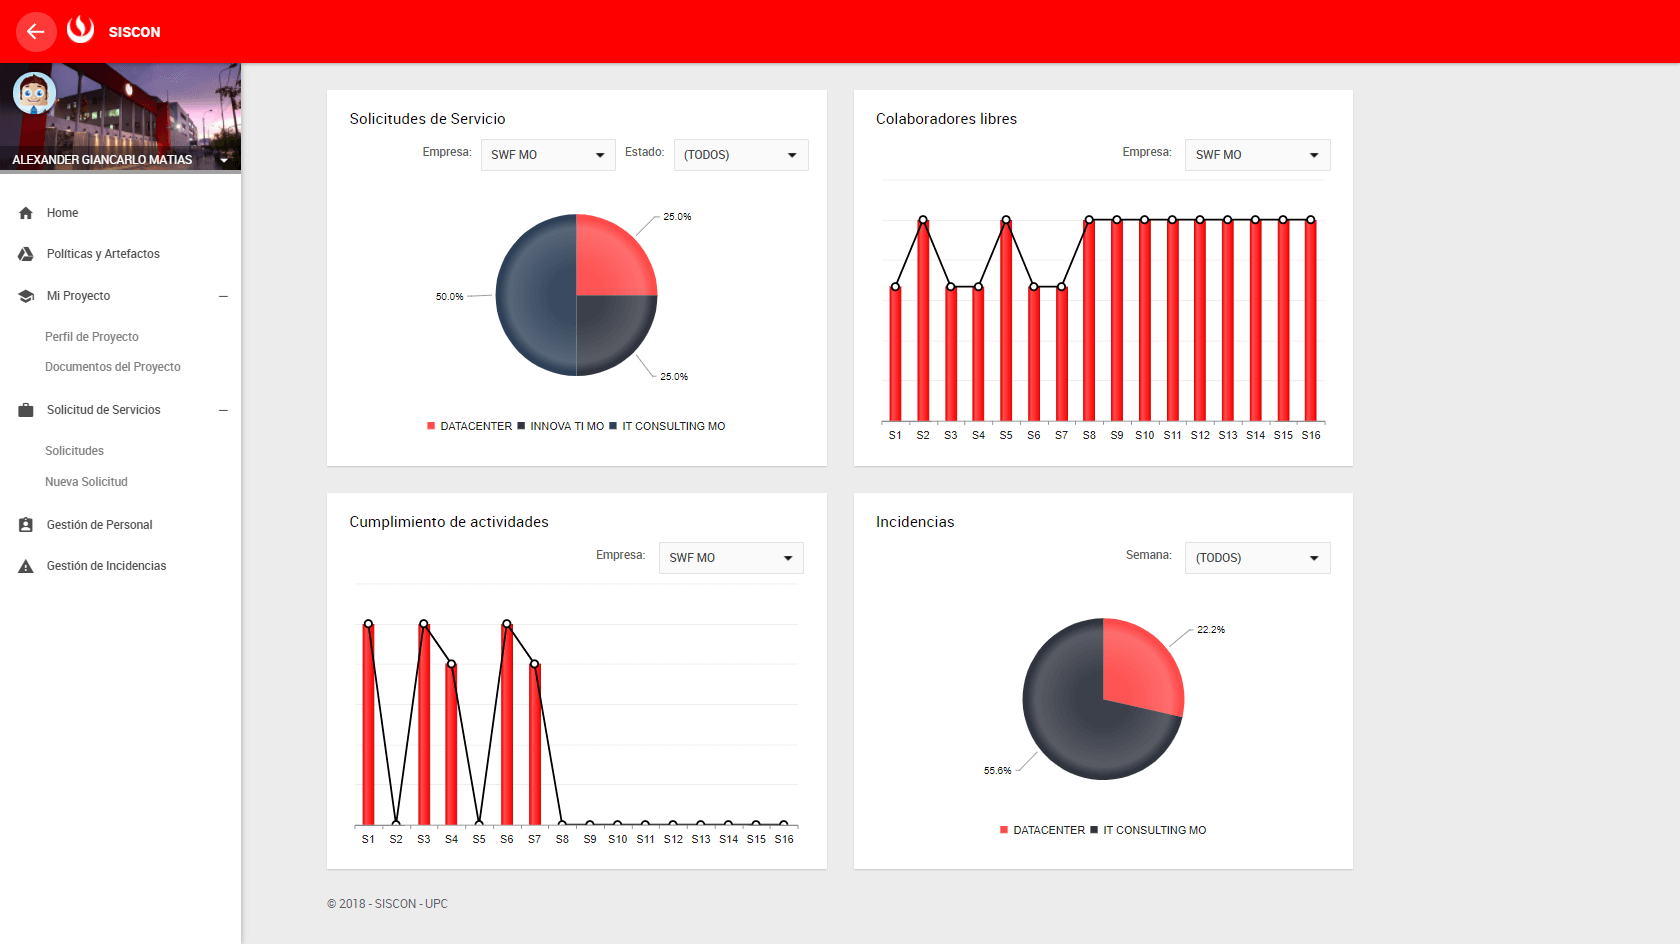 SISCON
ALEXANDER GIANCARLO MATIAS
Home
Políticas y Artefactos
Mi Proyecto
Perfil de Proyecto
Documentos del Proyecto
Solicitud de Servicios
Solicitudes
Nueva Solicitud
Gestión de Personal
Gestión de Incidencias
Solicitudes de Servicio
Empresa: SWF MO Estado: (TODOS)
25.0%
50.0%
25.0%
DATACENTER INNOVA TI MO IT CONSULTING MO
Colaboradores libres
Empresa: SWF MO
S1 S2 S3 S4 S5 S6 S7 S8 S9 S10 S11 S12 S13 S14 S15 S16
Cumplimiento de actividades
Empresa: SWF MO
S1 S2 S3 S4 S5 S6 S7 S8 S9 S10 S11 S12 S13 S14 S15 S16
Incidencias
Semana: (TODOS)
22.2%
55.6%
DATACENTER IT CONSULTING MO
© 2018 - SISCON - UPC